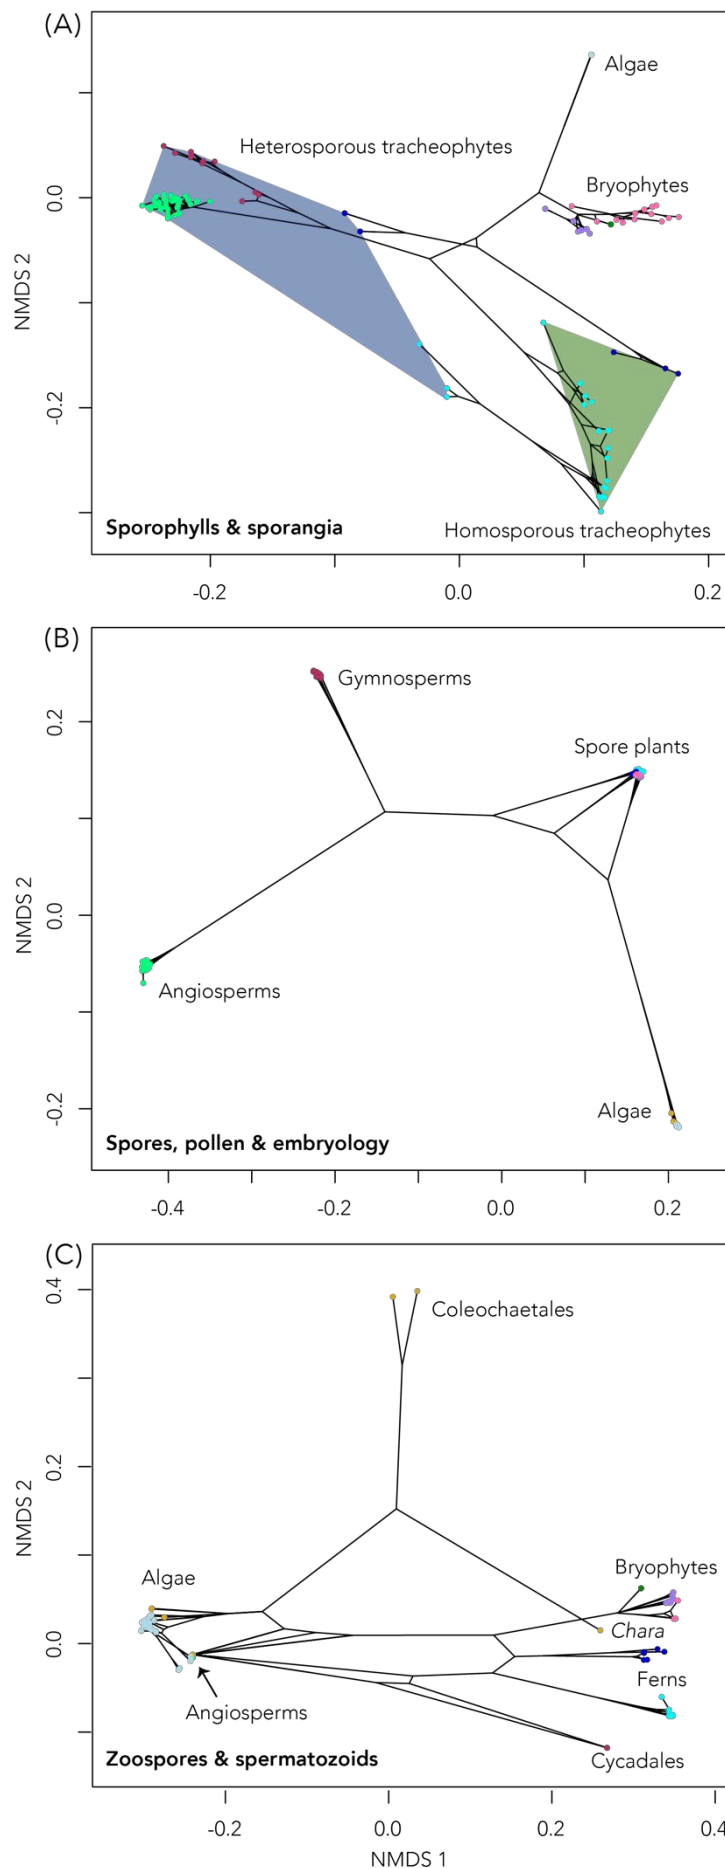 (A)
Algae
Heterosporous tracheophytes
Bryophytes
0.0
NMDS 2
-0.2
Homosporous tracheophytes
Sporophylls & sporangia
-0.2 0.0 0.2
(B)
Gymnosperms
0.2
Spore plants
NMDS 2
0.0
Angiosperms
-0.2
Algae
Spores, pollen & embryology
-0.4 -0.2 0.0 0.2
(C)
0.4
Coleochaetales
NMDS 2
0.2
Algae
Bryophytes
Chara
0.0
Ferns
Angiosperms
Cycadales
Zoospores & spermatozoids
-0.2 0.0 0.2 0.4
NMDS 1